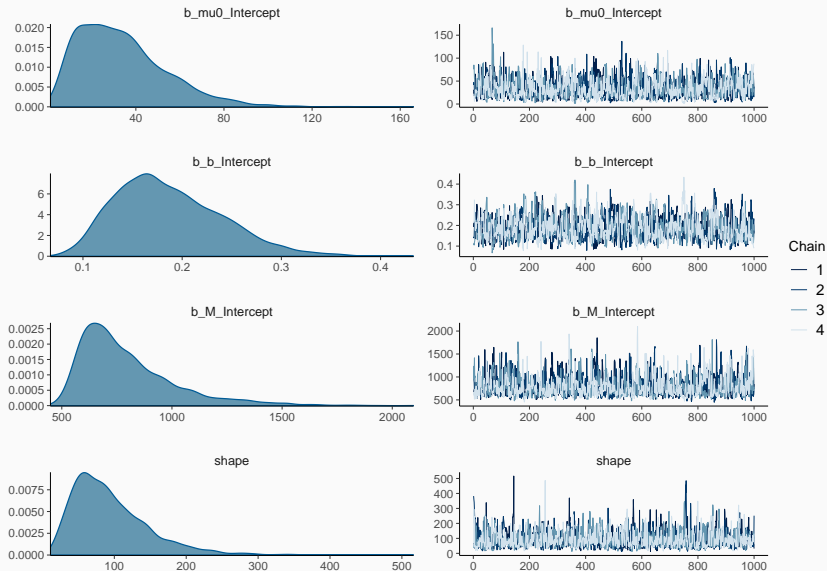 b_mu0_Intercept
0.020
0.015
0.010
0.005
0.000
40 80 120 160
b_mu0_Intercept
150
100
50
0
0 200 400 600 800 1000
b_b_Intercept
6
4
2
0
0.1 0.2 0.3 0.4
b_b_Intercept
0.4
0.3
0.2
0.1
0 200 400 600 800 1000
b_M_Intercept
0.0025
0.0020
0.0015
0.0010
0.0005
0.0000
500 1000 1500 2000
b_M_Intercept
2000
1500
1000
500
0 200 400 600 800 1000
shape
0.0075
0.0050
0.0025
0.0000
100 200 300 400 500
shape
500
400
300
200
100
0
0 200 400 600 800 1000
Chain
1
2
3
4